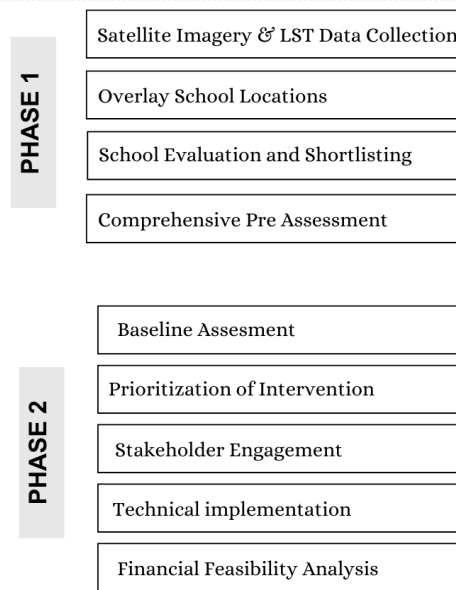 PHASE 1
Satellite Imagery & LST Data Collection
Overlay School Locations
School Evaluation and Shortlisting
Comprehensive Pre Assessment
PHASE 2
Baseline Assesment
Prioritization of Intervention
Stakeholder Engagement
Technical implementation
Financial Feasibility Analysis